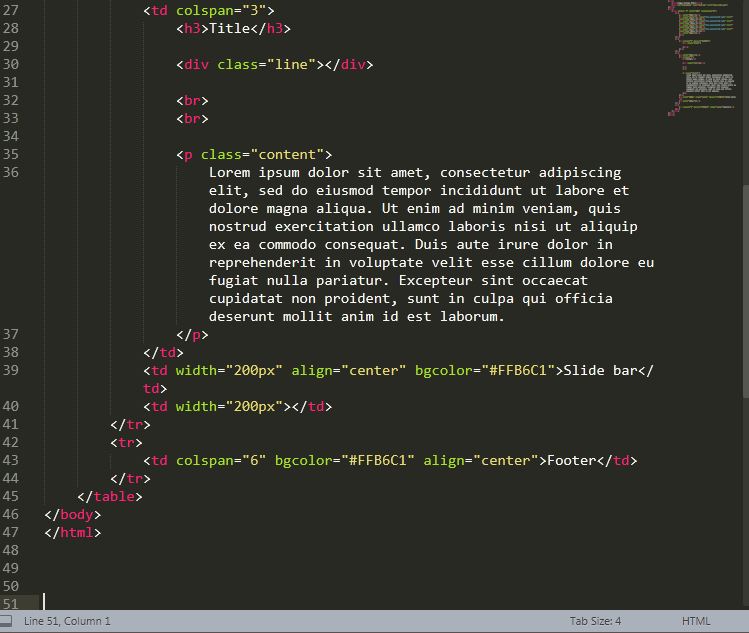 27 <td colspan="3">
28 <h3>Title</h3>
29
30 <div class="line"></div>
31
32 <br>
33 <br>
34
35 <p class="content">
36 Lorem ipsum dolor sit amet, consectetur adipiscing
elit, sed do eiusmod tempor incididunt ut labore et
dolore magna aliqua. Ut enim ad minim veniam, quis
nostrud exercitation ullamco laboris nisi ut aliquip
ex ea commodo consequat. Duis aute irure dolor in
reprehenderit in voluptate velit esse cillum dolore eu
fugiat nulla pariatur. Excepteur sint occaecat
cupidatat non proident, sunt in culpa qui officia
deserunt mollit anim id est laborum.
37 </p>
38 </td>
39 <td width="200px" align="center" bgcolor="#FFB6C1">Slide bar</
td>
40 <td width="200px"></td>
41 </tr>
42 <tr>
43 <td colspan="6" bgcolor="#FFB6C1" align="center">Footer</td>
44 </tr>
45 </table>
46 </body>
47 </html>
48
49
50
51
Line 51, Column 1 Tab Size: 4 HTML